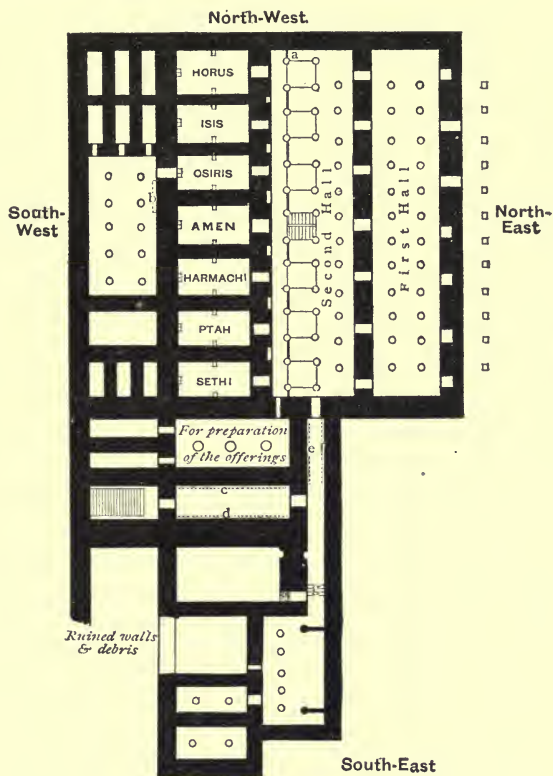 North-West.
a
HORUS
ISIS
OSIRIS
South-
West
AMEN
HARMACHI
PTAH
SETHI
Second Hall
First Hall
North-
East
For preparation
of the offerings
e
c
d
Ruined walls
& debris
South-East